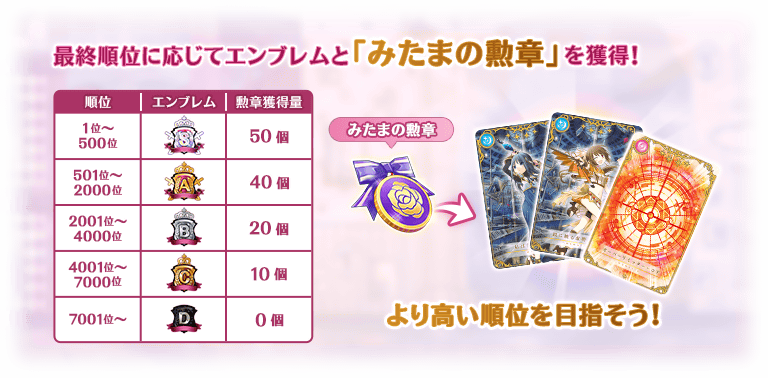 最終順位に応じてエンブレムと「みたまの勲章」を獲得!
順位 エンブレム 勲章獲得量
1位～
500位
S
50個
501位～
2000位
A
40個
2001位～
4000位
B
20個
4001位～
7000位
C
10個
7001位～
D
0個
みたまの勲章
より高い順位を目指そう!